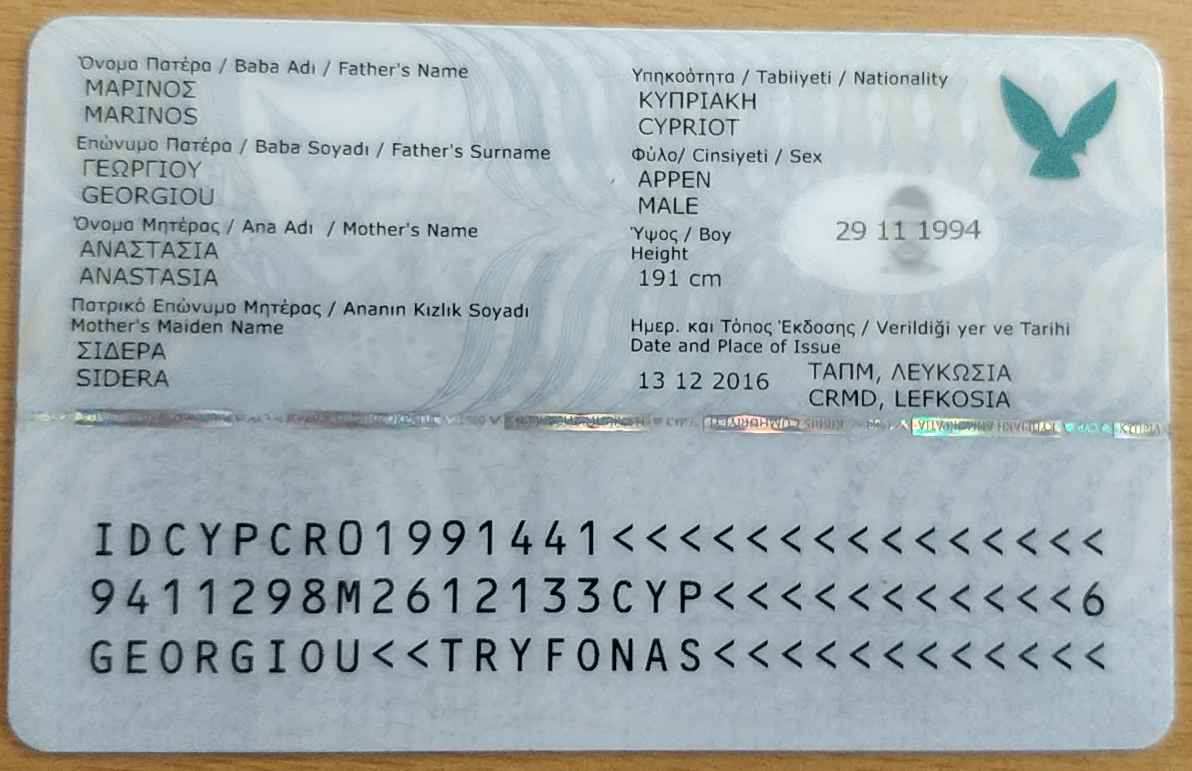 Όνομα Πατέρα / Baba Adı / Father's Name
ΜΑΡΙΝΟΣ
MARINOS
Επώνυμο Πατέρα / Baba Soyadı / Father's Surname
ΓΕΩΡΓΙΟΥ
GEORGIOU
Όνομα Μητέρας / Ana Adı / Mother's Name
ΑΝΑΣΤΑΣΙΑ
ANASTASIA
Πατρικό Επώνυμο Μητέρας / Ananın Kızlık Soyadı
Mother's Maiden Name
ΣΙΔΕΡΑ
SIDERA
Υπηκοότητα / Tabiiyeti / Nationality
ΚΥΠΡΙΑΚΗ
CYPRIOT
Φύλο/ Cinsiyeti / Sex
ΑΡΡΕΝ
MALE
Ύψος / Boy
Height
191 cm
29 11 1994
Ημερ. και Τόπος Έκδοσης / Verildiği yer ve Tarihi
Date and Place of Issue
13 12 2016
ΤΑΠΜ, ΛΕΥΚΩΣΙΑ
CRMD, LEFKOSIA
IDCYPCR01991441<<<<<<<<<<<<<<<
9411298M2612133CYP<<<<<<<<<<<6
GEORGIOU<<TRYFONAS<<<<<<<<<<<<